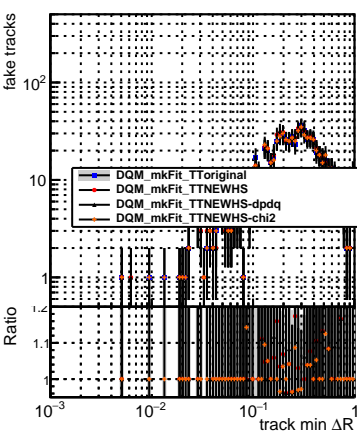 fake tracks
10²
10
1
DQM_mkFit_TToriginal
DQM_mkFit_TTNEWHS
DQM_mkFit_TTNEWHS-dpdq
DQM_mkFit_TTNEWHS-chi2
Ratio
1.2
1.1
1
10⁻³ 10⁻² 10⁻¹ 1
track min ΔR